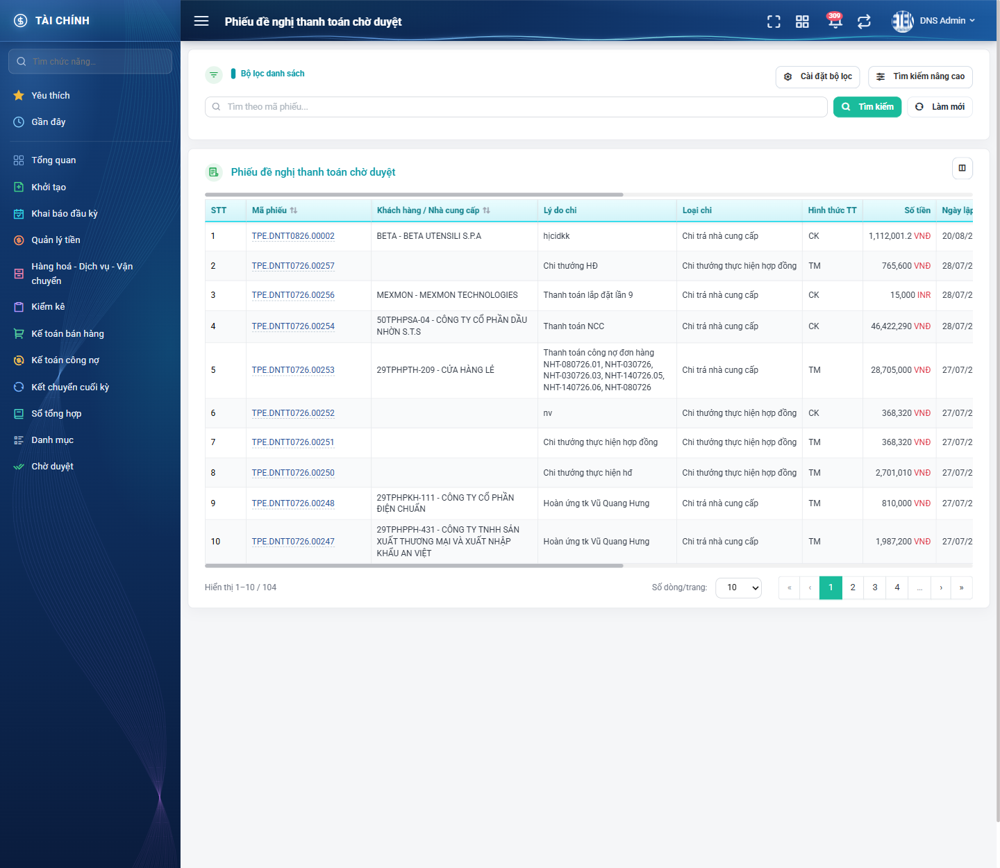 TÀI CHÍNH
Phiếu đề nghị thanh toán chờ duyệt
309
DNS Admin
Tìm chức năng...
Yêu thích
Gần đây
Tổng quan
Khởi tạo
Khai báo đầu kỳ
Quản lý tiền
Hàng hoá - Dịch vụ - Vận
chuyển
Kiểm kê
Kế toán bán hàng
Kế toán công nợ
Kết chuyển cuối kỳ
Sổ tổng hợp
Danh mục
Chờ duyệt
Bộ lọc danh sách
Cài đặt bộ lọc
Tìm kiếm nâng cao
Tìm theo mã phiếu...
Tìm kiếm
Làm mới
Phiếu đề nghị thanh toán chờ duyệt
STT Mã phiếu Khách hàng / Nhà cung cấp Lý do chi Loại chi Hình thức TT Số tiền Ngày lập
1 TPE.DNTT0826.00002 BETA - BETA UTENSILI S.P.A hjcidkk Chi trả nhà cung cấp CK 1,112,001.2 VNĐ 20/08/2
2 TPE.DNTT0726.00257 Chi thưởng HĐ Chi thưởng thực hiện hợp đồng TM 765,600 VNĐ 28/07/2
3 TPE.DNTT0726.00256 MEXMON - MEXMON TECHNOLOGIES Thanh toán lắp đặt lần 9 Chi trả nhà cung cấp CK 15,000 INR 28/07/2
4 TPE.DNTT0726.00254 50TPHPSA-04 - CÔNG TY CỔ PHẦN DẦU
NHỜN S.T.S Thanh toán NCC Chi trả nhà cung cấp CK 46,422,290 VNĐ 28/07/2
5 TPE.DNTT0726.00253 29TPHPTH-209 - CỬA HÀNG LẺ Thanh toán công nợ đơn hàng
NHT-080726.01, NHT-030726,
NHT-030726.03, NHT-140726.05,
NHT-140726.06, NHT-080726 Chi trả nhà cung cấp TM 28,705,000 VNĐ 27/07/2
6 TPE.DNTT0726.00252 nv Chi thưởng thực hiện hợp đồng CK 368,320 VNĐ 27/07/2
7 TPE.DNTT0726.00251 Chi thưởng thực hiện hợp đồng Chi thưởng thực hiện hợp đồng TM 368,320 VNĐ 27/07/2
8 TPE.DNTT0726.00250 Chi thưởng thực hiện hđ Chi thưởng thực hiện hợp đồng TM 2,701,010 VNĐ 27/07/2
9 TPE.DNTT0726.00248 29TPHPKH-111 - CÔNG TY CỔ PHẦN
ĐIỆN CHUẨN Hoàn ứng tk Vũ Quang Hưng Chi trả nhà cung cấp TM 810,000 VNĐ 27/07/2
10 TPE.DNTT0726.00247 29TPHPPH-431 - CÔNG TY TNHH SẢN
XUẤT THƯƠNG MẠI VÀ XUẤT NHẬP
KHẨU AN VIỆT Hoàn ứng tk Vũ Quang Hưng Chi trả nhà cung cấp TM 1,987,200 VNĐ 27/07/2
Hiển thị 1–10 / 104
Số dòng/trang: 10
« ‹ 1 2 3 4 ... › »